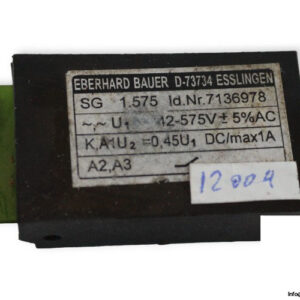 EBERHARD BAUER D-73734 ESSLINGEN
SG 1.575 Id.Nr.7136978
~,~ U1 42-575V± 5%AC
K,A1U2 =0,45U1 DC/max1A
A2,A3
12009